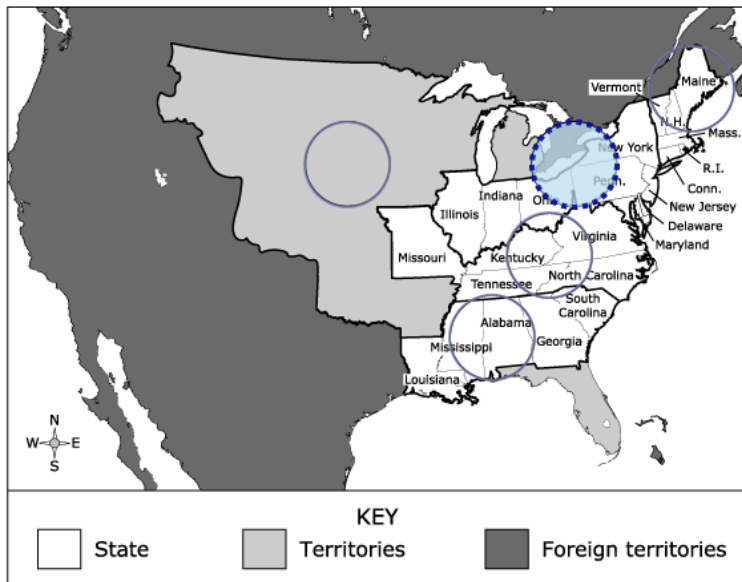 Vermont
Maine
N.H.
Mass.
New York
R.I.
Penn.
Conn.
New Jersey
Delaware
Maryland
Indiana
Illinois
Virginia
Missouri
Kentucky
North Carolina
Tennessee
South
Carolina
Alabama
Mississippi
Georgia
Louisiana
N
W E
S
KEY
State
Territories
Foreign territories